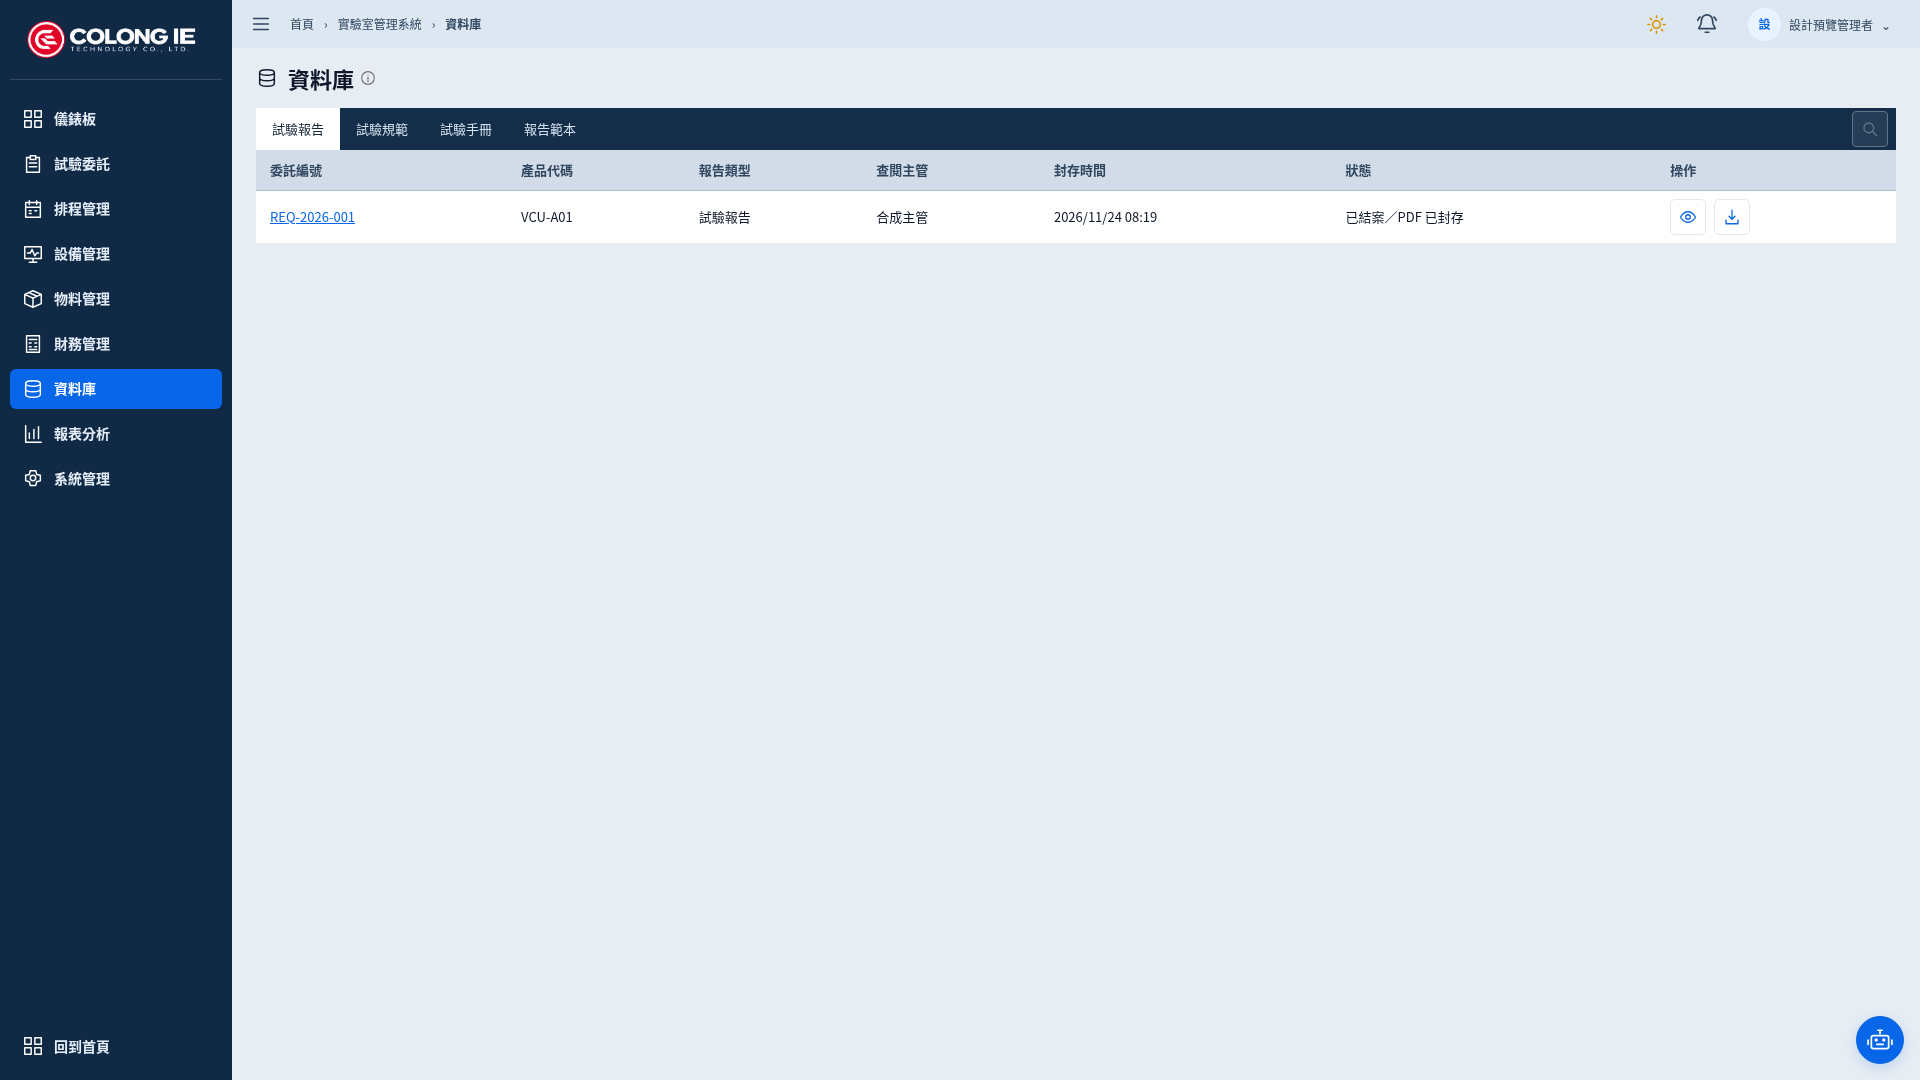 COLONG IE
TECHNOLOGY CO., LTD.
儀錶板
試驗委託
排程管理
設備管理
物料管理
財務管理
資料庫
報表分析
系統管理
回到首頁
首頁 › 實驗室管理系統 › 資料庫
設 設計預覽管理者
資料庫
試驗報告 試驗規範 試驗手冊 報告範本
委託編號 產品代碼 報告類型 查閱主管 封存時間 狀態 操作
REQ-2026-001 VCU-A01 試驗報告 合成主管 2026/11/24 08:19 已結案／PDF 已封存